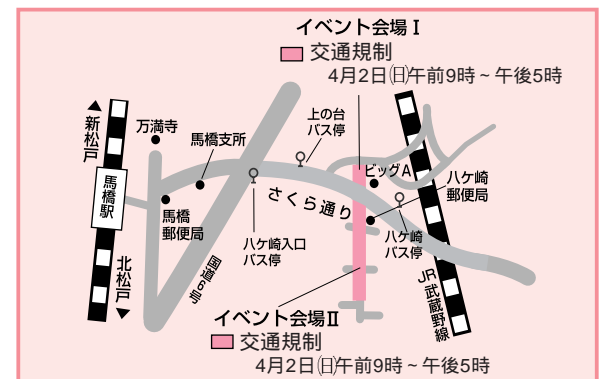 イベント会場Ⅰ
交通規制
4月2日㈰午前9時～午後5時
▲新松戸
万満寺
馬橋支所
上の台
バス停
ビッグA
馬橋駅
八ケ崎
郵便局
さくら通り
馬橋
郵便局
八ケ崎入口
バス停
八ケ崎
バス停
北松戸▼
国道6号
JR武蔵野線
イベント会場Ⅱ
交通規制
4月2日㈰午前9時～午後5時